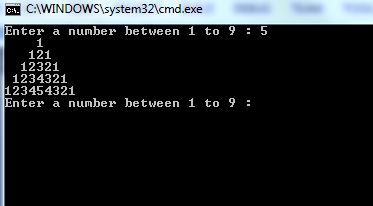 C:\WINDOWS\system32\cmd.exe
Enter a number between 1 to 9 : 5
    1
   121
  12321
 1234321
123454321
Enter a number between 1 to 9 :